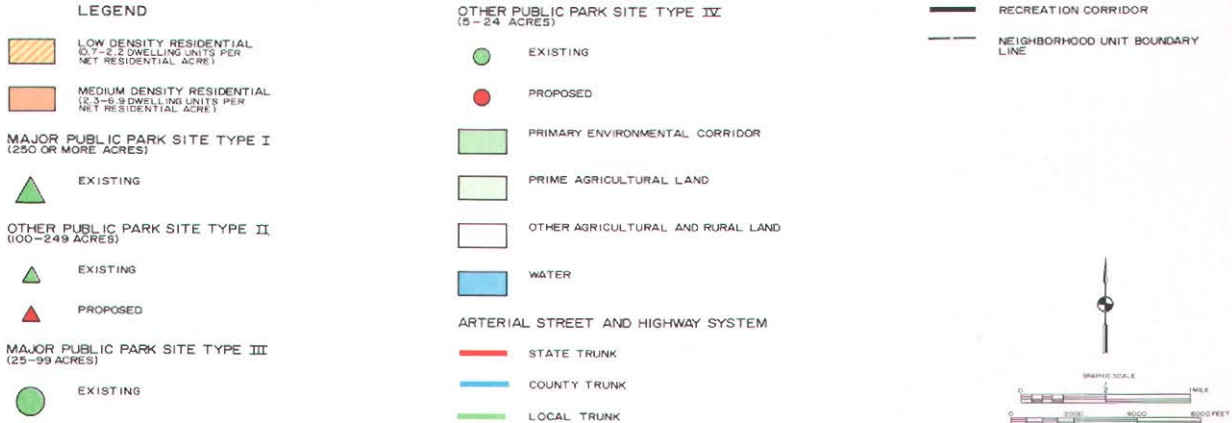 LEGEND
LOW DENSITY RESIDENTIAL
(0.7-2.2 DWELLING UNITS PER
NET RESIDENTIAL ACRE)
MEDIUM DENSITY RESIDENTIAL
(2.3-6.9 DWELLING UNITS PER
NET RESIDENTIAL ACRE)
MAJOR PUBLIC PARK SITE TYPE I
(250 OR MORE ACRES)
EXISTING
OTHER PUBLIC PARK SITE TYPE II
(100-249 ACRES)
EXISTING
PROPOSED
MAJOR PUBLIC PARK SITE TYPE III
(25-99 ACRES)
EXISTING
OTHER PUBLIC PARK SITE TYPE IV
(5-24 ACRES)
EXISTING
PROPOSED
PRIMARY ENVIRONMENTAL CORRIDOR
PRIME AGRICULTURAL LAND
OTHER AGRICULTURAL AND RURAL LAND
WATER
ARTERIAL STREET AND HIGHWAY SYSTEM
STATE TRUNK
COUNTY TRUNK
LOCAL TRUNK
RECREATION CORRIDOR
NEIGHBORHOOD UNIT BOUNDARY
LINE
GRAPHIC SCALE
0 1 MILE
0 2000 4000 6000 FEET